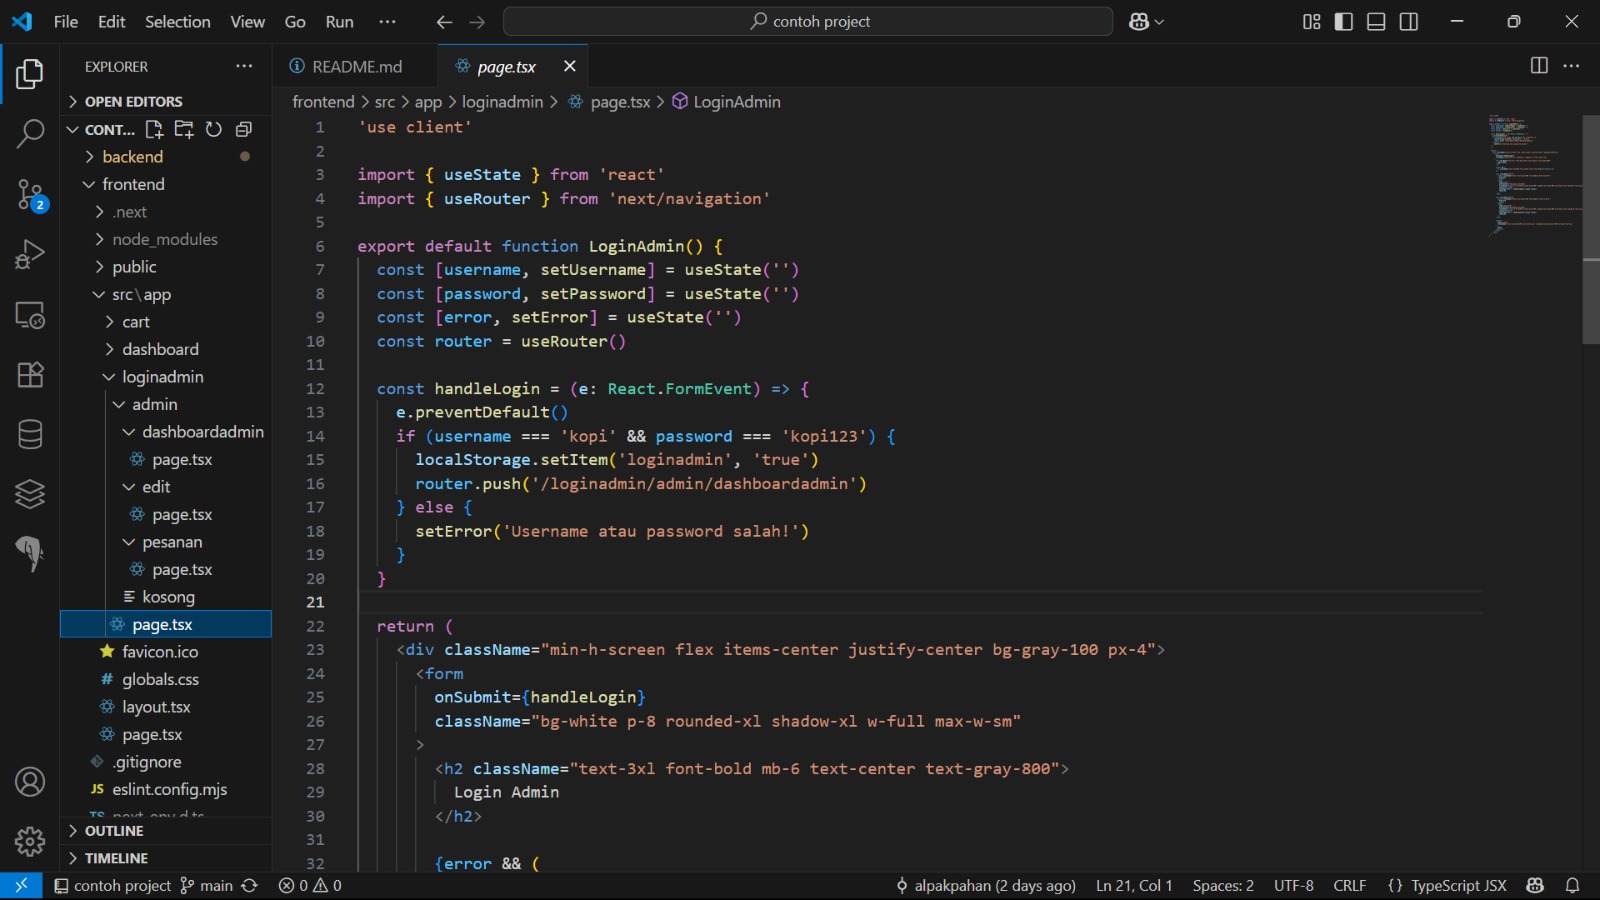 File Edit Selection View Go Run ··· contoh project
EXPLORER ···
OPEN EDITORS
CONT...
backend
frontend
.next
node_modules
public
src\app
cart
dashboard
loginadmin
admin
dashboardadmin
page.tsx
edit
page.tsx
pesanan
page.tsx
kosong
page.tsx
favicon.ico
globals.css
layout.tsx
page.tsx
.gitignore
JS eslint.config.mjs
TS next-env.d.ts
OUTLINE
TIMELINE
2
README.md page.tsx
frontend > src > app > loginadmin > page.tsx > LoginAdmin
1 'use client'
2
3 import { useState } from 'react'
4 import { useRouter } from 'next/navigation'
5
6 export default function LoginAdmin() {
7 const [username, setUsername] = useState('')
8 const [password, setPassword] = useState('')
9 const [error, setError] = useState('')
10 const router = useRouter()
11
12 const handleLogin = (e: React.FormEvent) => {
13 e.preventDefault()
14 if (username === 'kopi' && password === 'kopi123') {
15 localStorage.setItem('loginadmin', 'true')
16 router.push('/loginadmin/admin/dashboardadmin')
17 } else {
18 setError('Username atau password salah!')
19 }
20 }
21
22 return (
23 <div className="min-h-screen flex items-center justify-center bg-gray-100 px-4">
24 <form
25 onSubmit={handleLogin}
26 className="bg-white p-8 rounded-xl shadow-xl w-full max-w-sm"
27 >
28 <h2 className="text-3xl font-bold mb-6 text-center text-gray-800">
29 Login Admin
30 </h2>
31
32 {error && (
contoh project main 0 0 alpakpahan (2 days ago) Ln 21, Col 1 Spaces: 2 UTF-8 CRLF {} TypeScript JSX